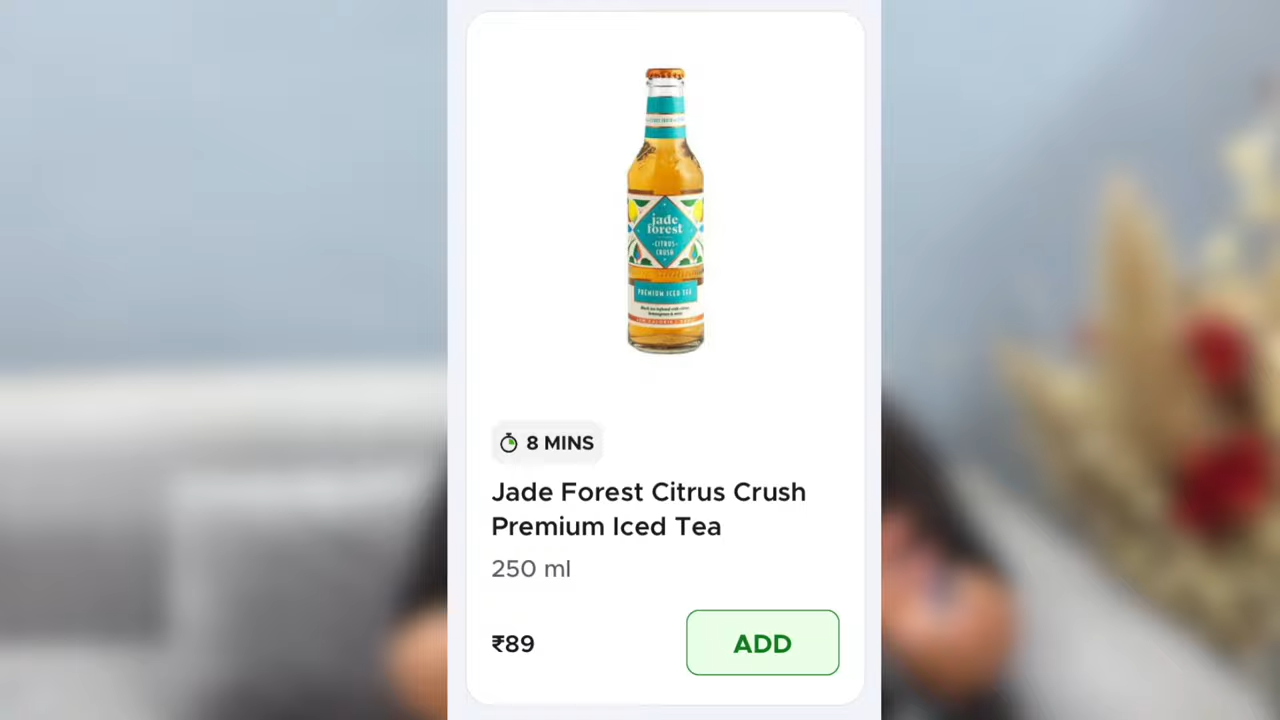 jade
forest
CITRUS
CRUSH
PREMIUM ICED TEA
8 MINS
Jade Forest Citrus Crush
Premium Iced Tea
250 ml
₹89
ADD